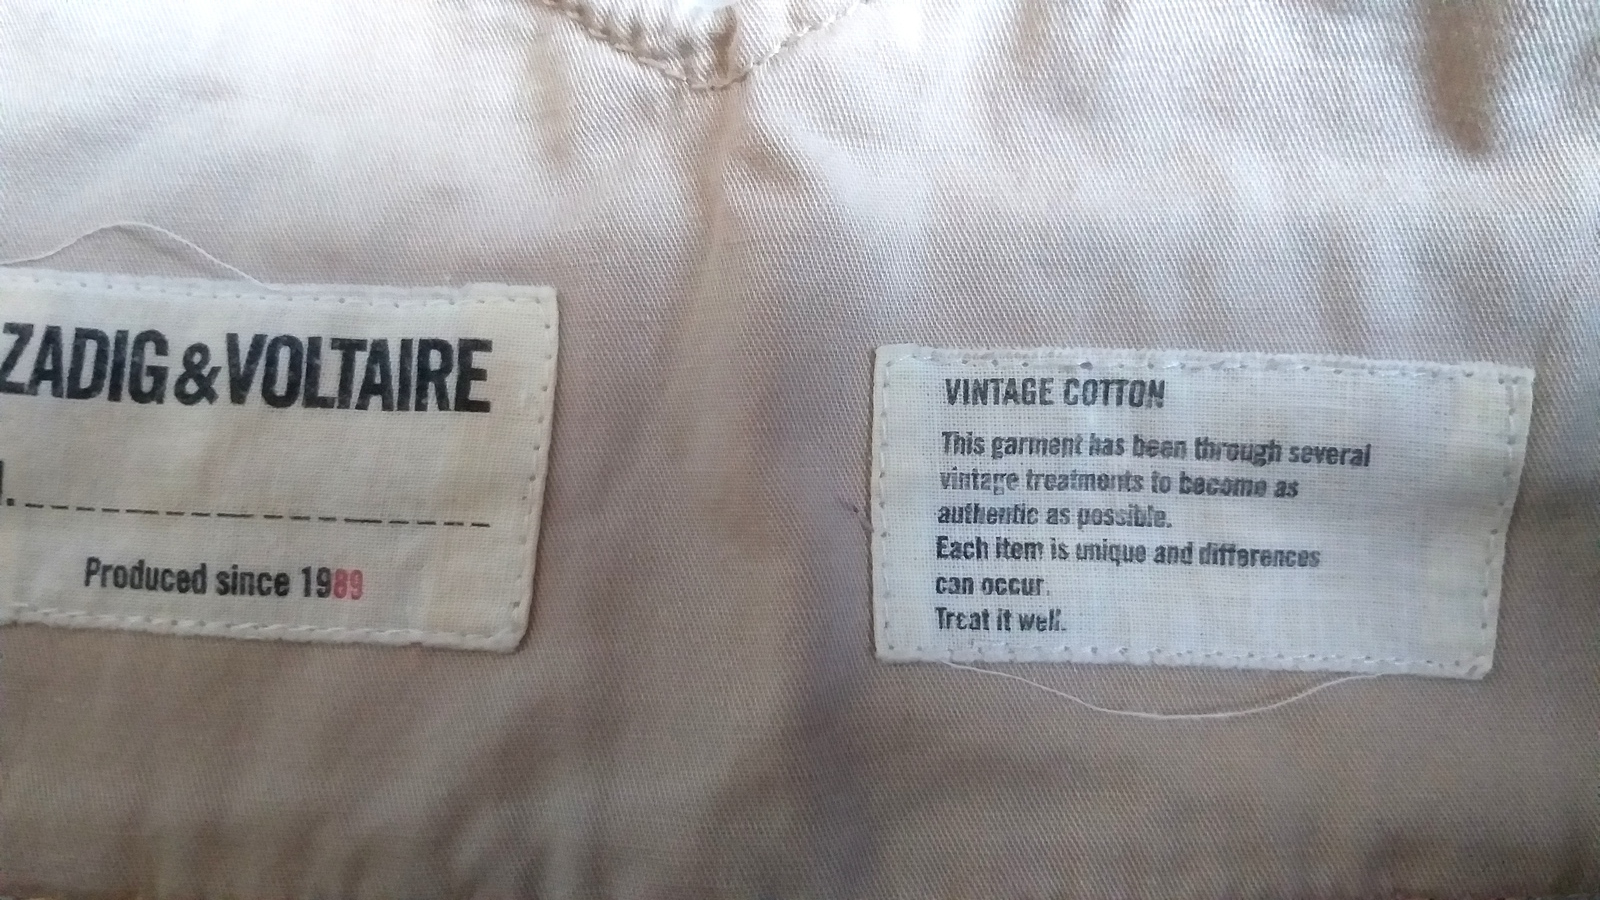 ZADIG & VOLTAIRE
Produced since 1989
VINTAGE COTTON
This garment has been through several
vintage treatments to become as
authentic as possible.
Each item is unique and differences
can occur.
Treat it well.